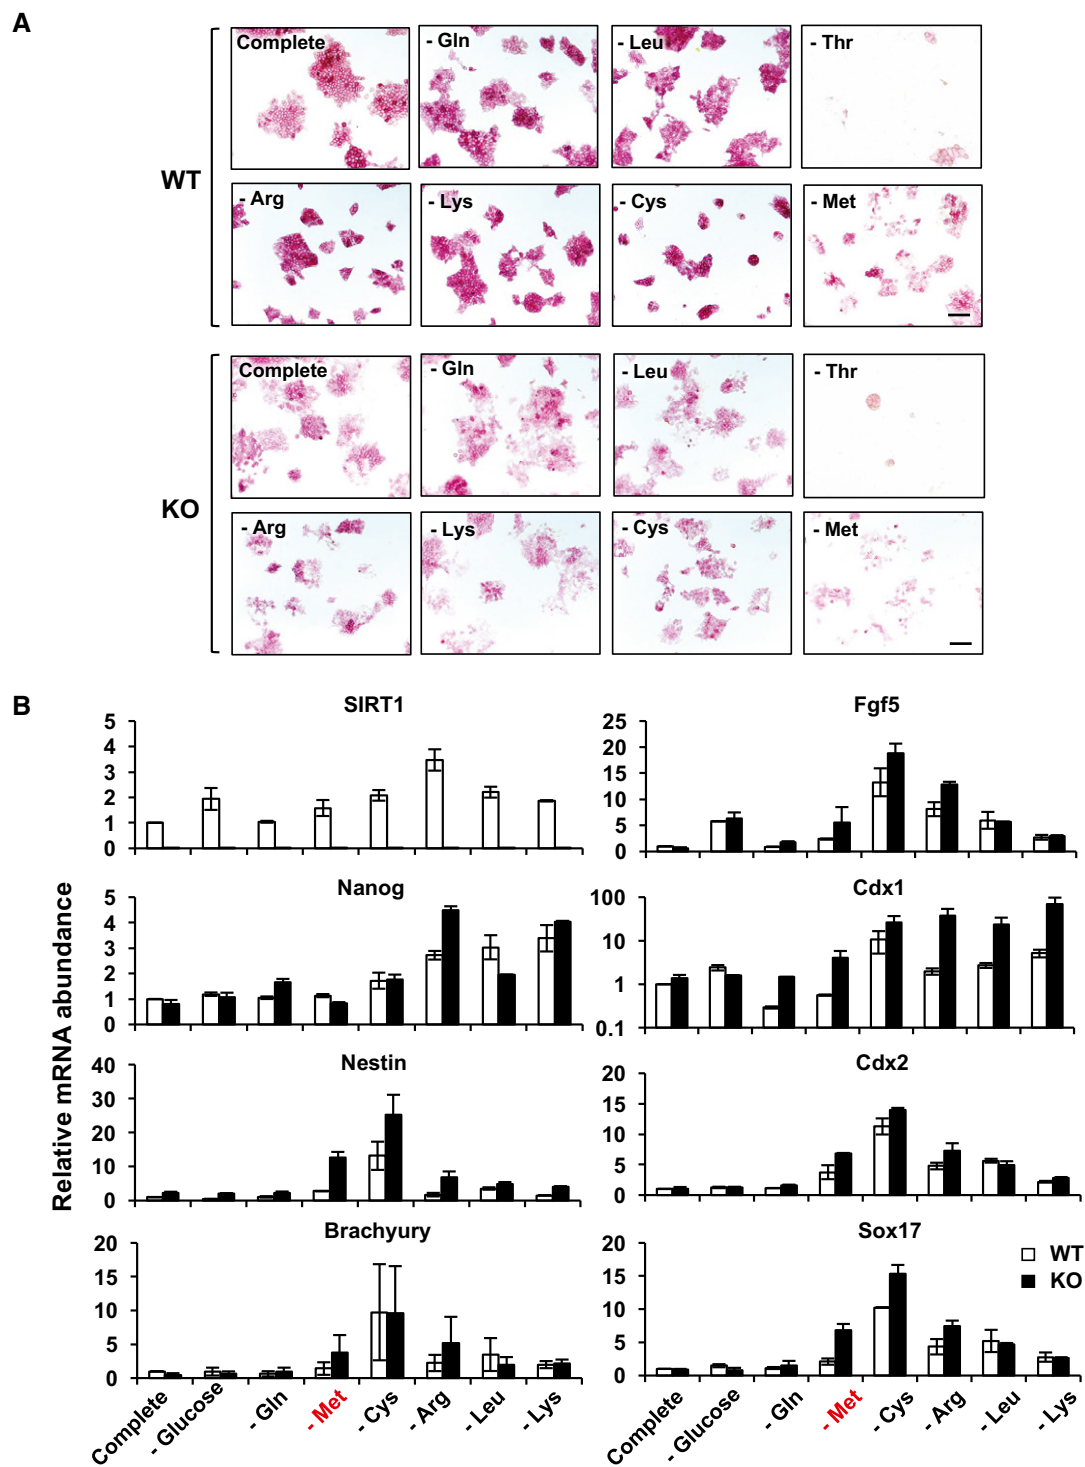 A
WT
Complete
- Gln
- Leu
- Thr
- Arg
- Lys
- Cys
- Met
KO
Complete
- Gln
- Leu
- Thr
- Arg
- Lys
- Cys
- Met
B
Relative mRNA abundance
SIRT1
5
4
3
2
1
0
Fgf5
25
20
15
10
5
0
Nanog
5
4
3
2
1
0
Cdx1
100
10
1
0.1
Nestin
40
30
20
10
0
Cdx2
20
15
10
5
0
Brachyury
20
15
10
5
0
Sox17
20
15
10
5
0
WT
KO
Complete
- Glucose
- Gln
- Met
- Cys
- Arg
- Leu
- Lys
Complete
- Glucose
- Gln
- Met
- Cys
- Arg
- Leu
- Lys